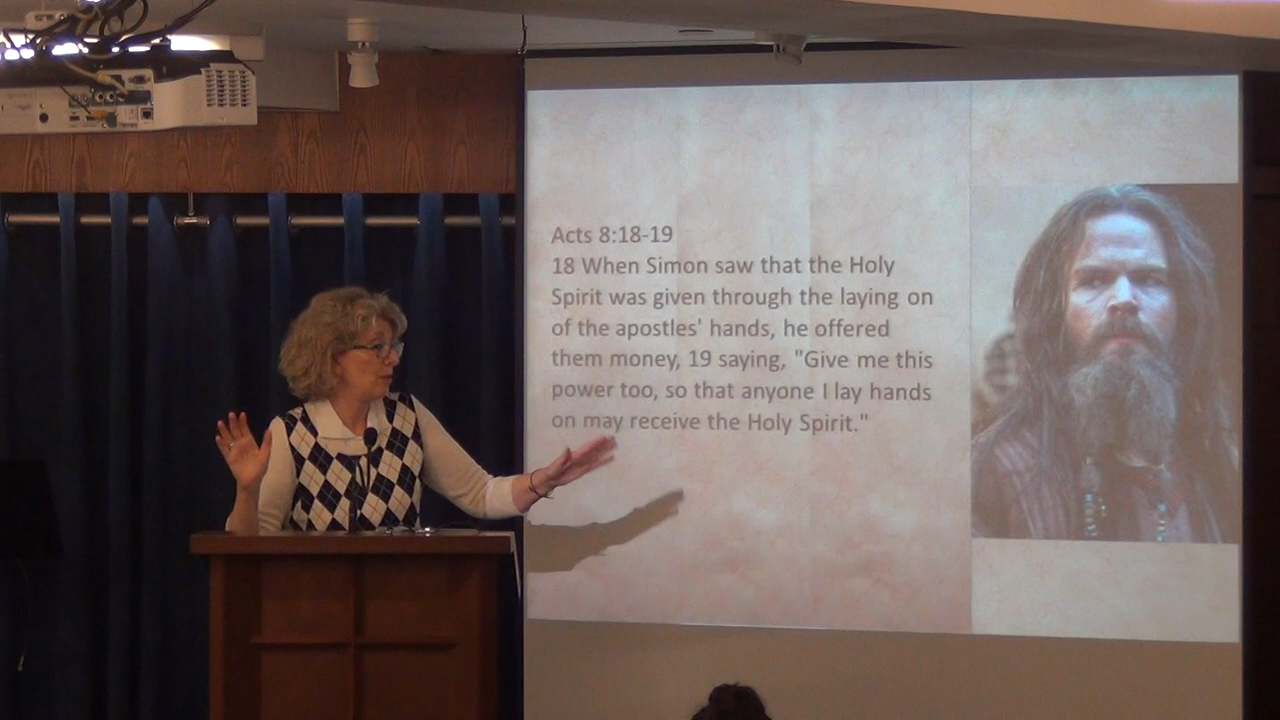 Acts 8:18-19
18 When Simon saw that the Holy
Spirit was given through the laying on
of the apostles' hands, he offered
them money, 19 saying, "Give me this
power too, so that anyone I lay hands
on may receive the Holy Spirit."